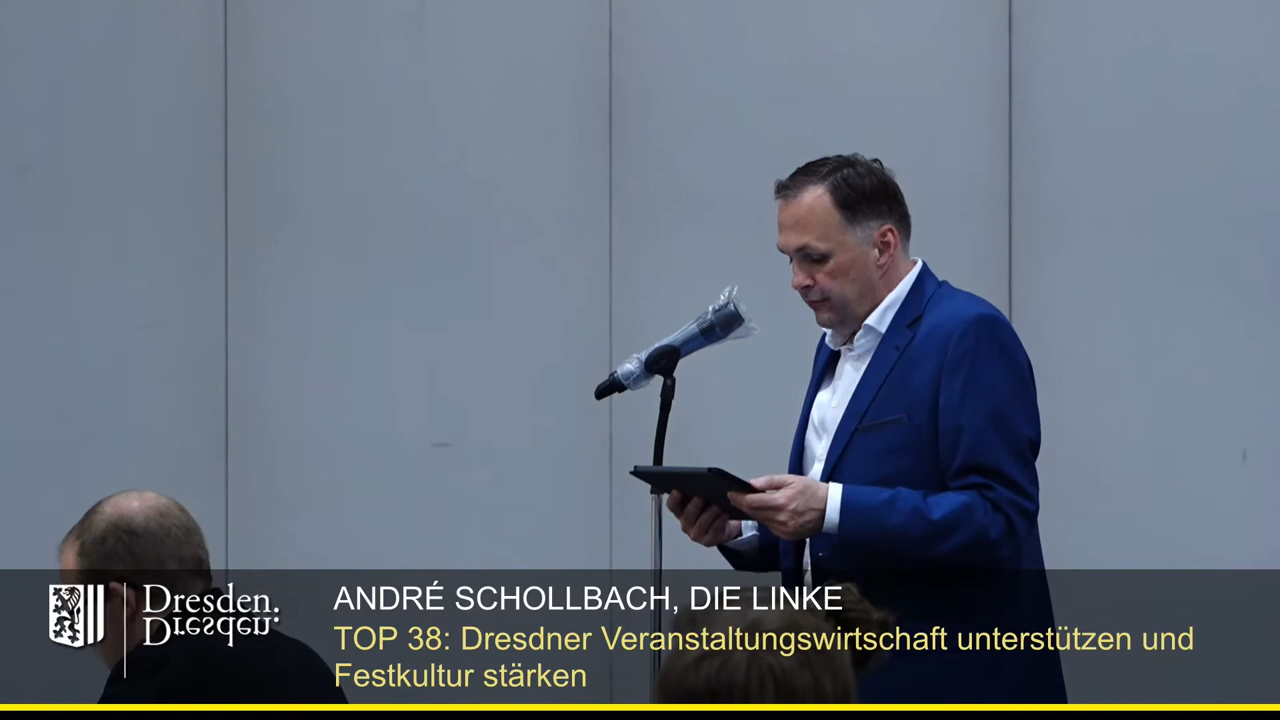 Dresden.
Dresden.
ANDRÉ SCHOLLBACH, DIE LINKE
TOP 38: Dresdner Veranstaltungswirtschaft unterstützen und
Festkultur stärken